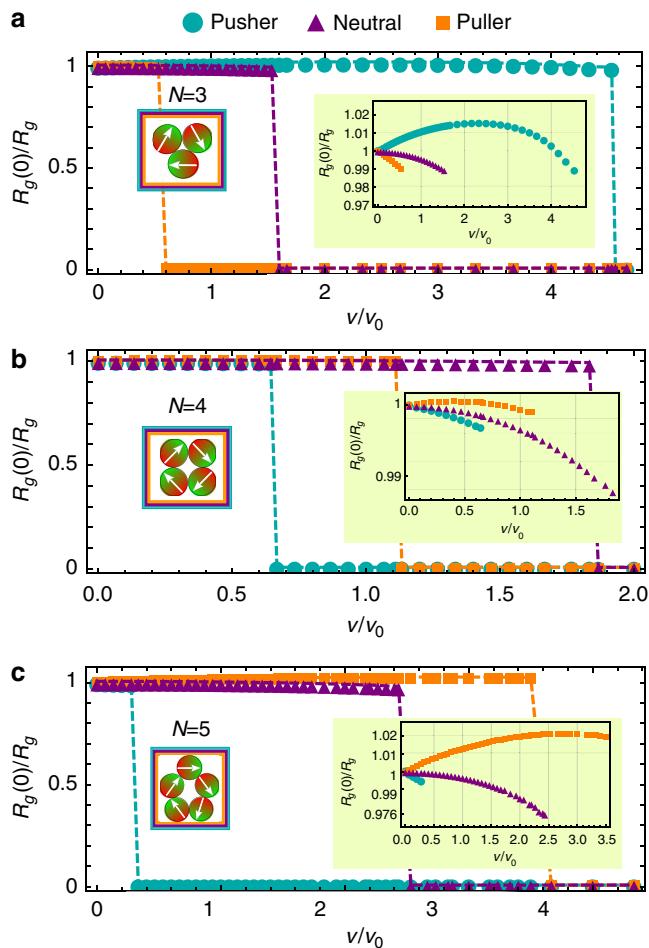 Pusher Neutral Puller
a
1
0.5
0
R_g(0)/R_g
N=3
0 1 2 3 4
v/v_0
1.02
1.01
1.00
0.99
0.97
R_g(0)/R_g
0 1 2 3 4
v/v_0
b
1
0.5
0
R_g(0)/R_g
N=4
0.0 0.5 1.0 1.5 2.0
v/v_0
1
0.99
R_g(0)/R_g
0.0 0.5 1.0 1.5
v/v_0
c
1
0.5
0
R_g(0)/R_g
N=5
0 1 2 3 4
v/v_0
1.02
1.01
1.00
0.99
0.976
R_g(0)/R_g
0.0 0.5 1.0 1.5 2.0 2.5 3.0 3.5
v/v_0